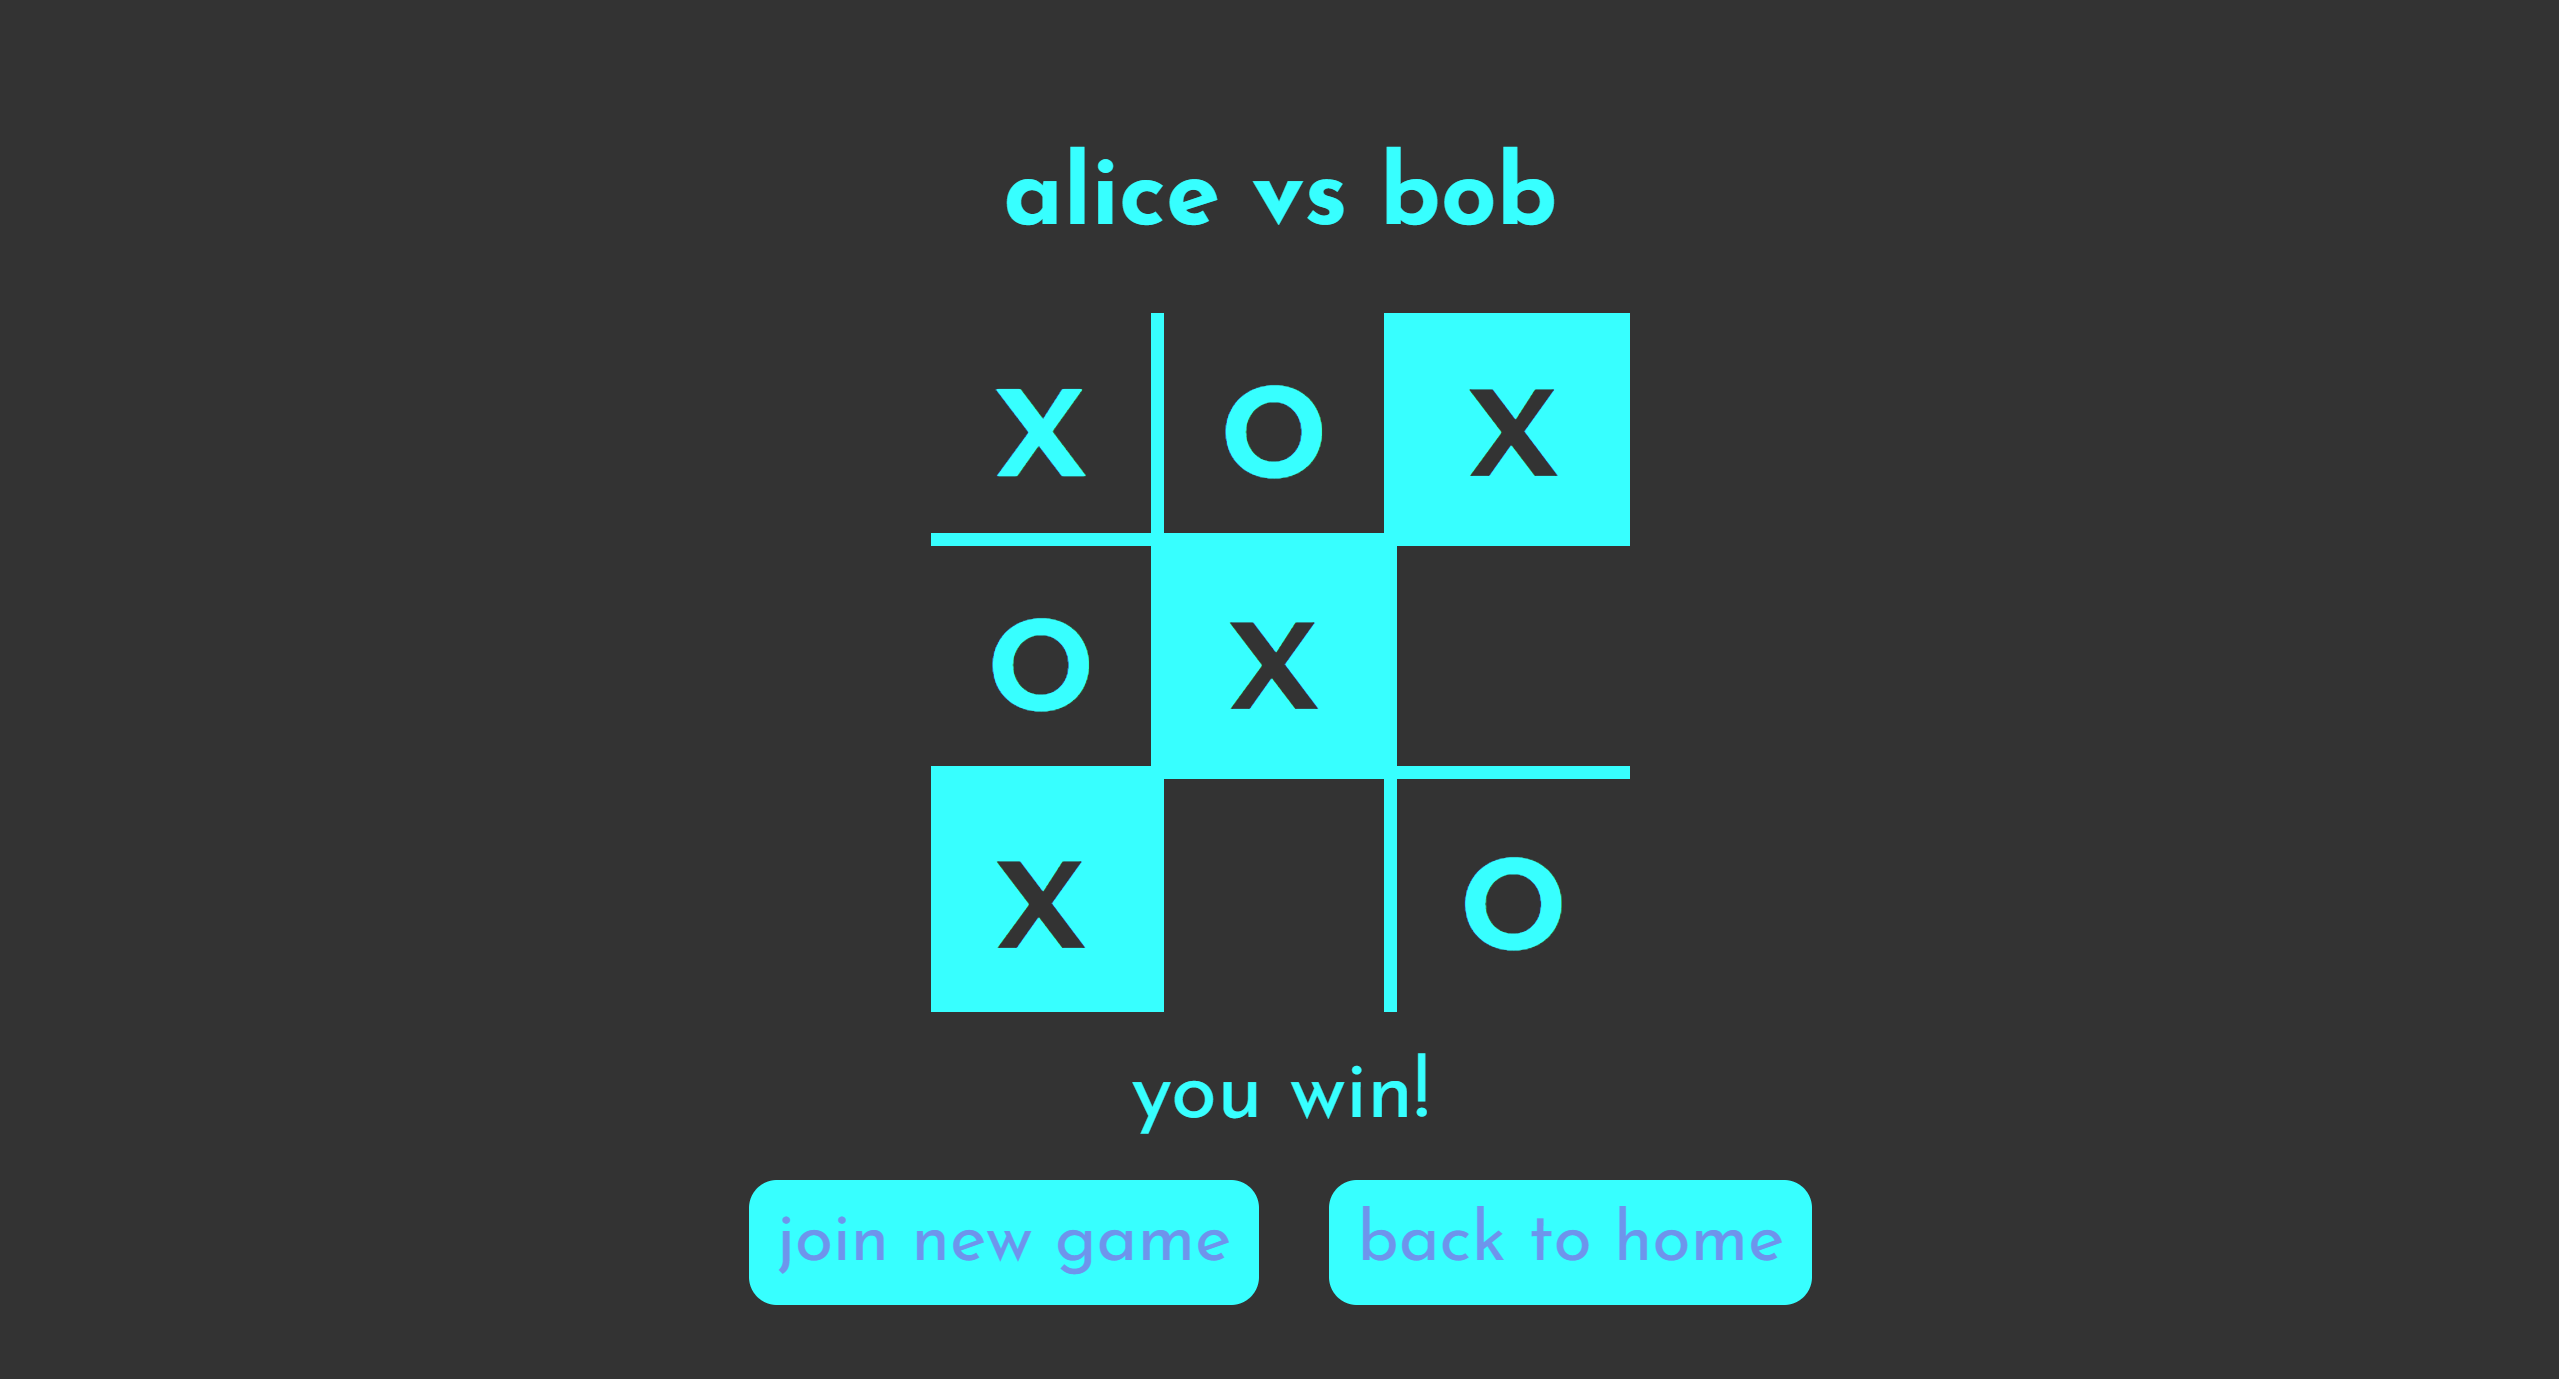 alice vs bob
X O X
O X
X O
you win!
join new game back to home